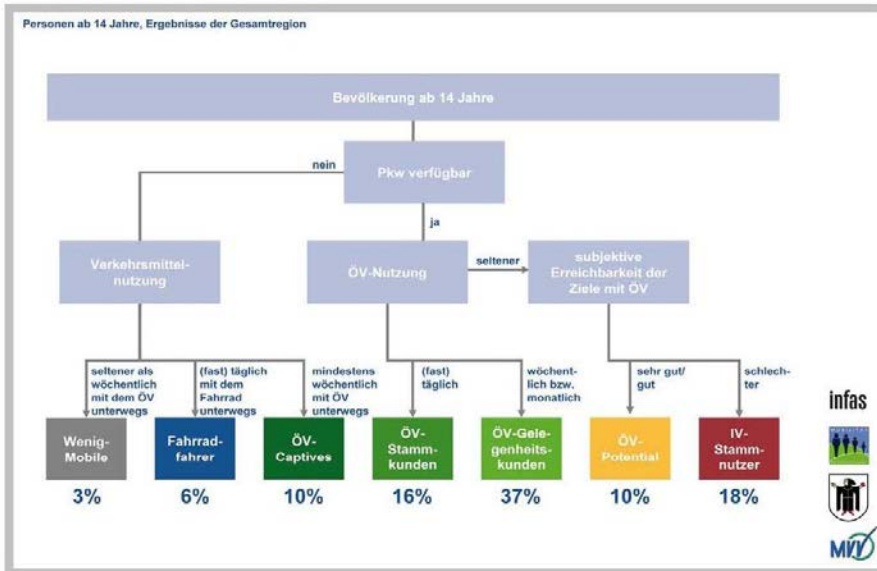 Personen ab 14 Jahre, Ergebnisse der Gesamtregion
Bevölkerung ab 14 Jahre
nein
Pkw verfügbar
ja
Verkehrsmittel-
nutzung
ÖV-Nutzung
seltener
subjektive
Erreichbarkeit der
Ziele mit ÖV
seltener als
wöchentlich
mit dem ÖV
unterwegs
(fast) täglich
mit dem
Fahrrad
unterwegs
mindestens
wöchentlich
mit ÖV
unterwegs
(fast)
täglich
wöchent-
lich bzw.
monatlich
sehr gut/
gut
schlech-
ter
Wenig-
Mobile
Fahrrad-
fahrer
ÖV-
Captives
ÖV-
Stamm-
kunden
ÖV-Gele-
genheits-
kunden
ÖV-
Potential
IV-
Stamm-
nutzer
3%
6%
10%
16%
37%
10%
18%
infas
MVV